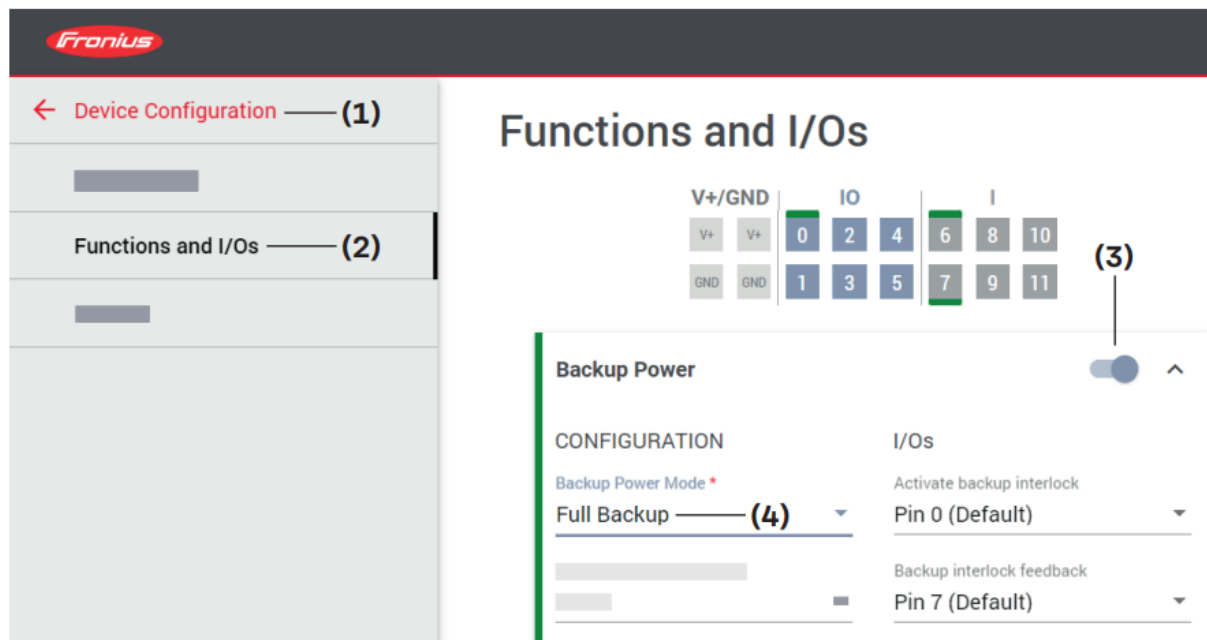 Fronius
Device Configuration (1)
Functions and I/Os (2)
Functions and I/Os
V+/GND IO I
V+ V+ 0 2 4 6 8 10
GND GND 1 3 5 7 9 11
(3)
Backup Power
CONFIGURATION
Backup Power Mode *
Full Backup (4)
I/Os
Activate backup interlock
Pin 0 (Default)
Backup interlock feedback
Pin 7 (Default)